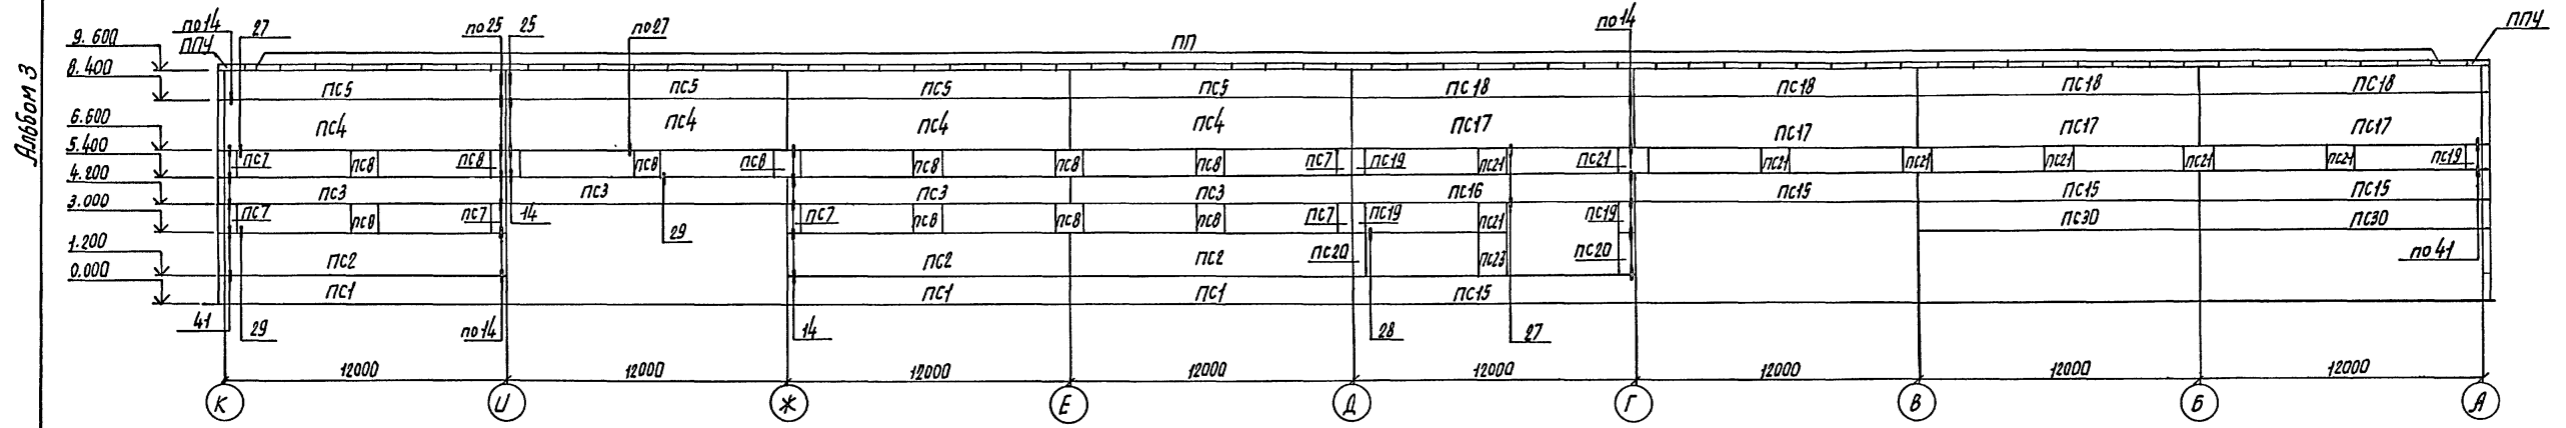 Альбом 3
по14
27
по25
25
по27
по14
ПП4
9.600
ПП4
ПП
8.400
ПС5
ПС5
ПС5
ПС5
ПС18
ПС18
ПС18
ПС18
6.600
ПС4
ПС4
ПС4
ПС4
ПС17
ПС17
ПС17
ПС17
5.400
ПС7
ПС8
ПС8
ПС8
ПС8
ПС8
ПС8
ПС8
ПС7
ПС19
ПС21
ПС21
ПС21
ПС21
ПС21
ПС21
ПС21
ПС19
4.200
ПС3
ПС3
ПС3
ПС3
ПС16
ПС15
ПС15
ПС15
3.000
ПС7
ПС8
ПС7
14
ПС7
ПС8
ПС8
ПС8
ПС7
ПС19
ПС21
ПС19
ПС30
ПС30
29
1.200
ПС2
ПС2
ПС2
ПС20
ПС23
ПС20
по41
0.000
ПС1
ПС1
ПС1
ПС15
41
29
по14
14
28
27
12000
12000
12000
12000
12000
12000
12000
12000
К
И
Ж
Е
Д
Г
В
Б
А